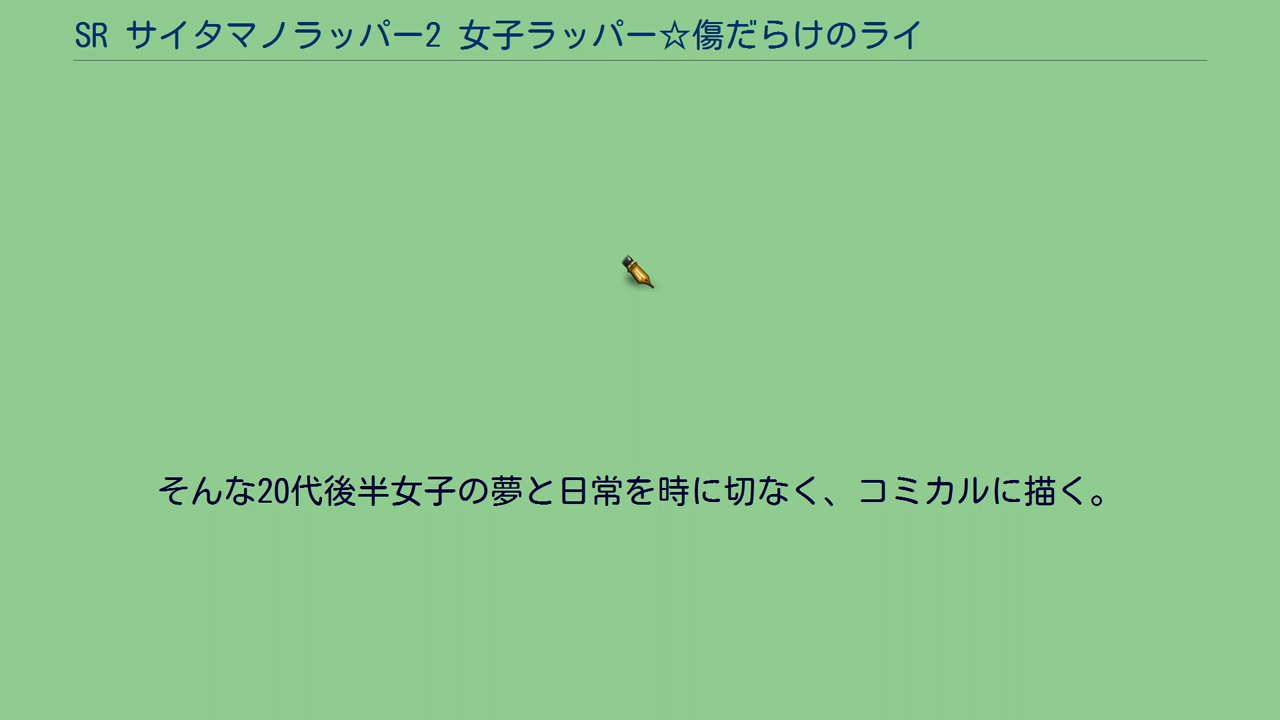 SR サイタマノラッパー2 女子ラッパー☆傷だらけのライ
そんな20代後半女子の夢と日常を時に切なく、コミカルに描く。